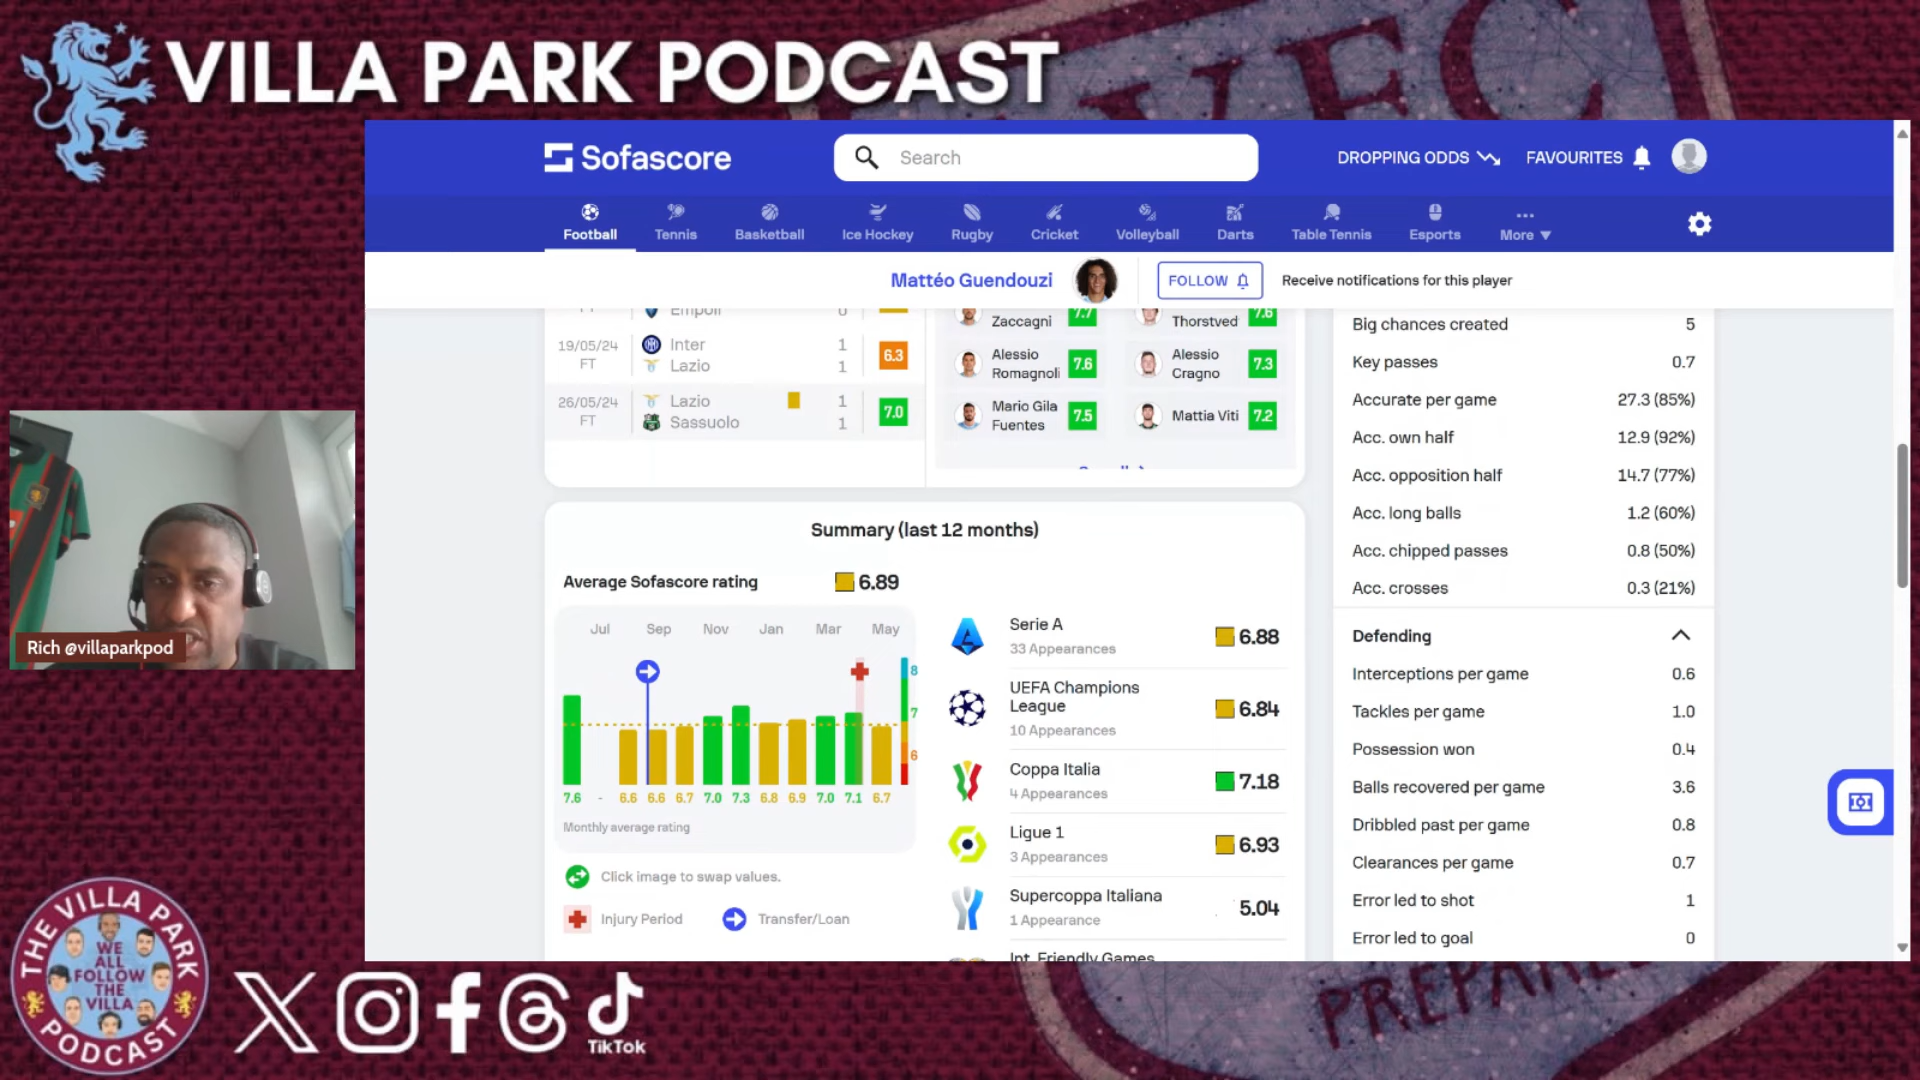 VILLA PARK PODCAST
Sofascore
Search
DROPPING ODDS
FAVOURITES
Football
Tennis
Basketball
Ice Hockey
Rugby
Cricket
Volleyball
Darts
Table Tennis
Esports
More
Mattéo Guendouzi
FOLLOW
Receive notifications for this player
FT Empoli 0
19/05/24 Inter 1
FT Lazio 1
6.3
26/05/24 Lazio 1
FT Sassuolo 1
7.0
Zaccagni 7.7
Thorstved 7.6
Alessio
Romagnoli 7.6
Alessio
Cragno 7.3
Mario Gila
Fuentes 7.5
Mattia Viti 7.2
Summary (last 12 months)
Average Sofascore rating 6.89
Jul Sep Nov Jan Mar May
8
7
6
7.6 - 6.6 6.6 6.7 7.0 7.3 6.8 6.9 7.0 7.1 6.7
Monthly average rating
Click image to swap values.
Injury Period
Transfer/Loan
Serie A
33 Appearances
6.88
UEFA Champions
League
10 Appearances
6.84
Coppa Italia
4 Appearances
7.18
Ligue 1
3 Appearances
6.93
Supercoppa Italiana
1 Appearance
5.04
Int. Friendly Games
Big chances created 5
Key passes 0.7
Accurate per game 27.3 (85%)
Acc. own half 12.9 (92%)
Acc. opposition half 14.7 (77%)
Acc. long balls 1.2 (60%)
Acc. chipped passes 0.8 (50%)
Acc. crosses 0.3 (21%)
Defending
Interceptions per game 0.6
Tackles per game 1.0
Possession won 0.4
Balls recovered per game 3.6
Dribbled past per game 0.8
Clearances per game 0.7
Error led to shot 1
Error led to goal 0
Rich @villaparkpod
THE VILLA PARK
PODCAST
WE
ALL
FOLLOW
THE
VILLA
TikTok
AVFC